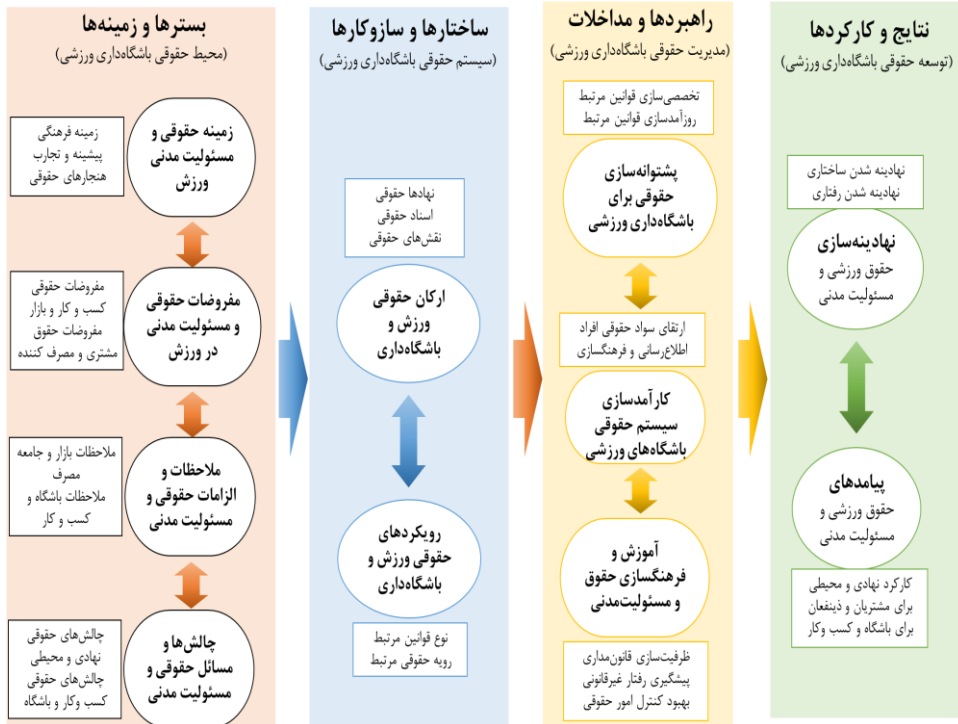 بسترها و زمینه‌ها
(محیط حقوقی باشگاه‌داری ورزشی)
زمینه حقوقی و
مسئولیت مدنی
ورزش
زمینه فرهنگی
پیشینه و تجارب
هنجارهای حقوقی
مفروضات حقوقی
و مسئولیت مدنی
در ورزش
مفروضات حقوقی
کسب و کار و بازار
مفروضات حقوق
مشتری و مصرف کننده
ملاحظات و
الزامات حقوقی و
مسئولیت مدنی
ملاحظات بازار و جامعه
مصرف
ملاحظات باشگاه و
کسب و کار
چالش‌ها و
مسائل حقوقی و
مسئولیت مدنی
چالش‌های حقوقی
نهادی و محیطی
چالش‌های حقوقی
کسب وکار و باشگاه
ساختارها و سازوکارها
(سیستم حقوقی باشگاه‌داری ورزشی)
نهادها حقوقی
اسناد حقوقی
نقش‌های حقوقی
ارکان حقوقی
ورزش و
باشگاه‌داری
رویکردهای
حقوقی ورزش و
باشگاه‌داری
نوع قوانین مرتبط
رویه حقوقی مرتبط
راهبردها و مداخلات
(مدیریت حقوقی باشگاه‌داری ورزشی)
تخصصی‌سازی قوانین مرتبط
روزآمدسازی قوانین مرتبط
پشتوانه‌سازی
حقوقی برای
باشگاه‌داری ورزشی
ارتقای سواد حقوقی افراد
اطلاع‌رسانی و فرهنگسازی
کارآمدسازی
سیستم حقوقی
باشگاه‌های ورزشی
آموزش و
فرهنگسازی حقوق
و مسئولیت‌مدنی
ظرفیت‌سازی قانون‌مداری
پیشگیری رفتار غیرقانونی
بهبود کنترل امور حقوقی
نتایج و کارکردها
(توسعه حقوقی باشگاه‌داری ورزشی)
نهادینه شدن ساختاری
نهادینه شدن رفتاری
نهادینه‌سازی
حقوق ورزشی و
مسئولیت مدنی
پیامدهای
حقوق ورزشی و
مسئولیت مدنی
کارکرد نهادی و محیطی
برای مشتریان و ذینفعان
برای باشگاه و کسب وکار